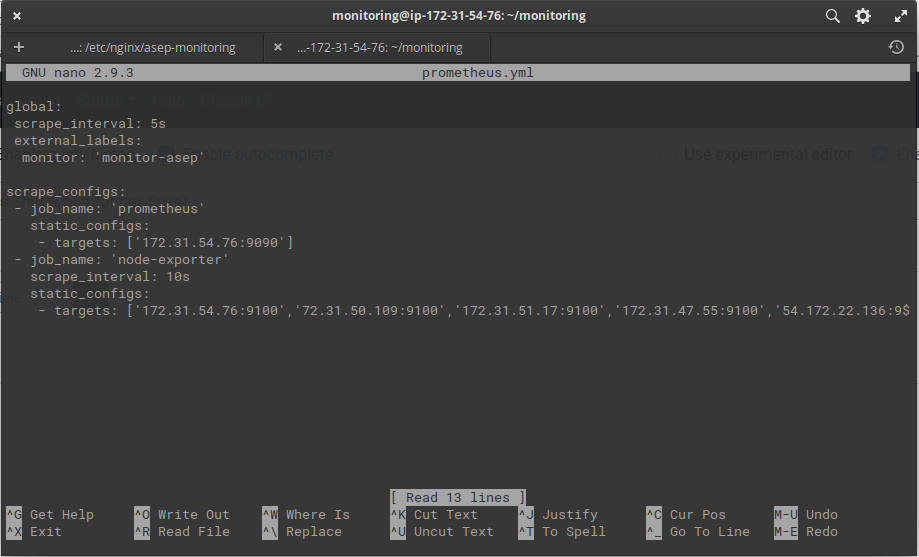 monitoring@ip-172-31-54-76: ~/monitoring
...: /etc/nginx/asep-monitoring
...-172-31-54-76: ~/monitoring
GNU nano 2.9.3 prometheus.yml
global:
scrape_interval: 5s
external_labels:
monitor: 'monitor-asep'
Enable autocomplete
Use experimental editor
scrape_configs:
- job_name: 'prometheus'
static_configs:
- targets: ['172.31.54.76:9090']
- job_name: 'node-exporter'
scrape_interval: 10s
static_configs:
- targets: ['172.31.54.76:9100','72.31.50.109:9100','172.31.51.17:9100','172.31.47.55:9100','54.172.22.136:9$
[ Read 13 lines ]
^G Get Help ^O Write Out ^W Where Is ^K Cut Text ^J Justify ^C Cur Pos M-U Undo
^X Exit ^R Read File ^\ Replace ^U Uncut Text ^T To Spell ^_ Go To Line M-E Redo